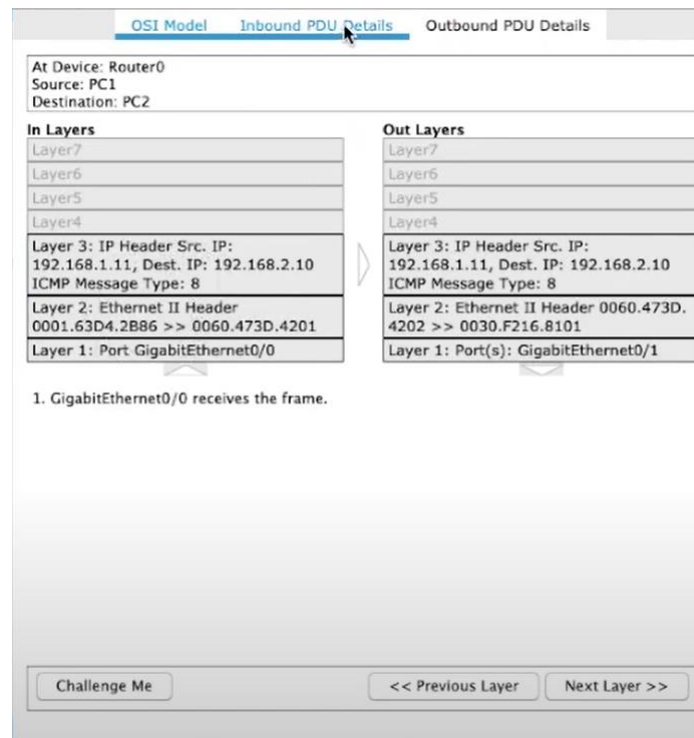 OSI Model Inbound PDU Details Outbound PDU Details
At Device: Router0
Source: PC1
Destination: PC2
In Layers
Layer7
Layer6
Layer5
Layer4
Layer 3: IP Header Src. IP:
192.168.1.11, Dest. IP: 192.168.2.10
ICMP Message Type: 8
Layer 2: Ethernet II Header
0001.63D4.2B86 >> 0060.473D.4201
Layer 1: Port GigabitEthernet0/0
Out Layers
Layer7
Layer6
Layer5
Layer4
Layer 3: IP Header Src. IP:
192.168.1.11, Dest. IP: 192.168.2.10
ICMP Message Type: 8
Layer 2: Ethernet II Header 0060.473D.
4202 >> 0030.F216.8101
Layer 1: Port(s): GigabitEthernet0/1
1. GigabitEthernet0/0 receives the frame.
Challenge Me << Previous Layer Next Layer >>